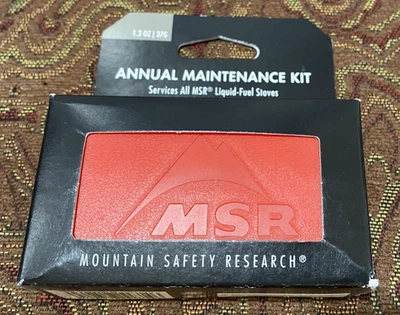 1.3 OZ | 37G
ANNUAL MAINTENANCE KIT
Services All MSR® Liquid-Fuel Stoves
MSR
MOUNTAIN SAFETY RESEARCH®